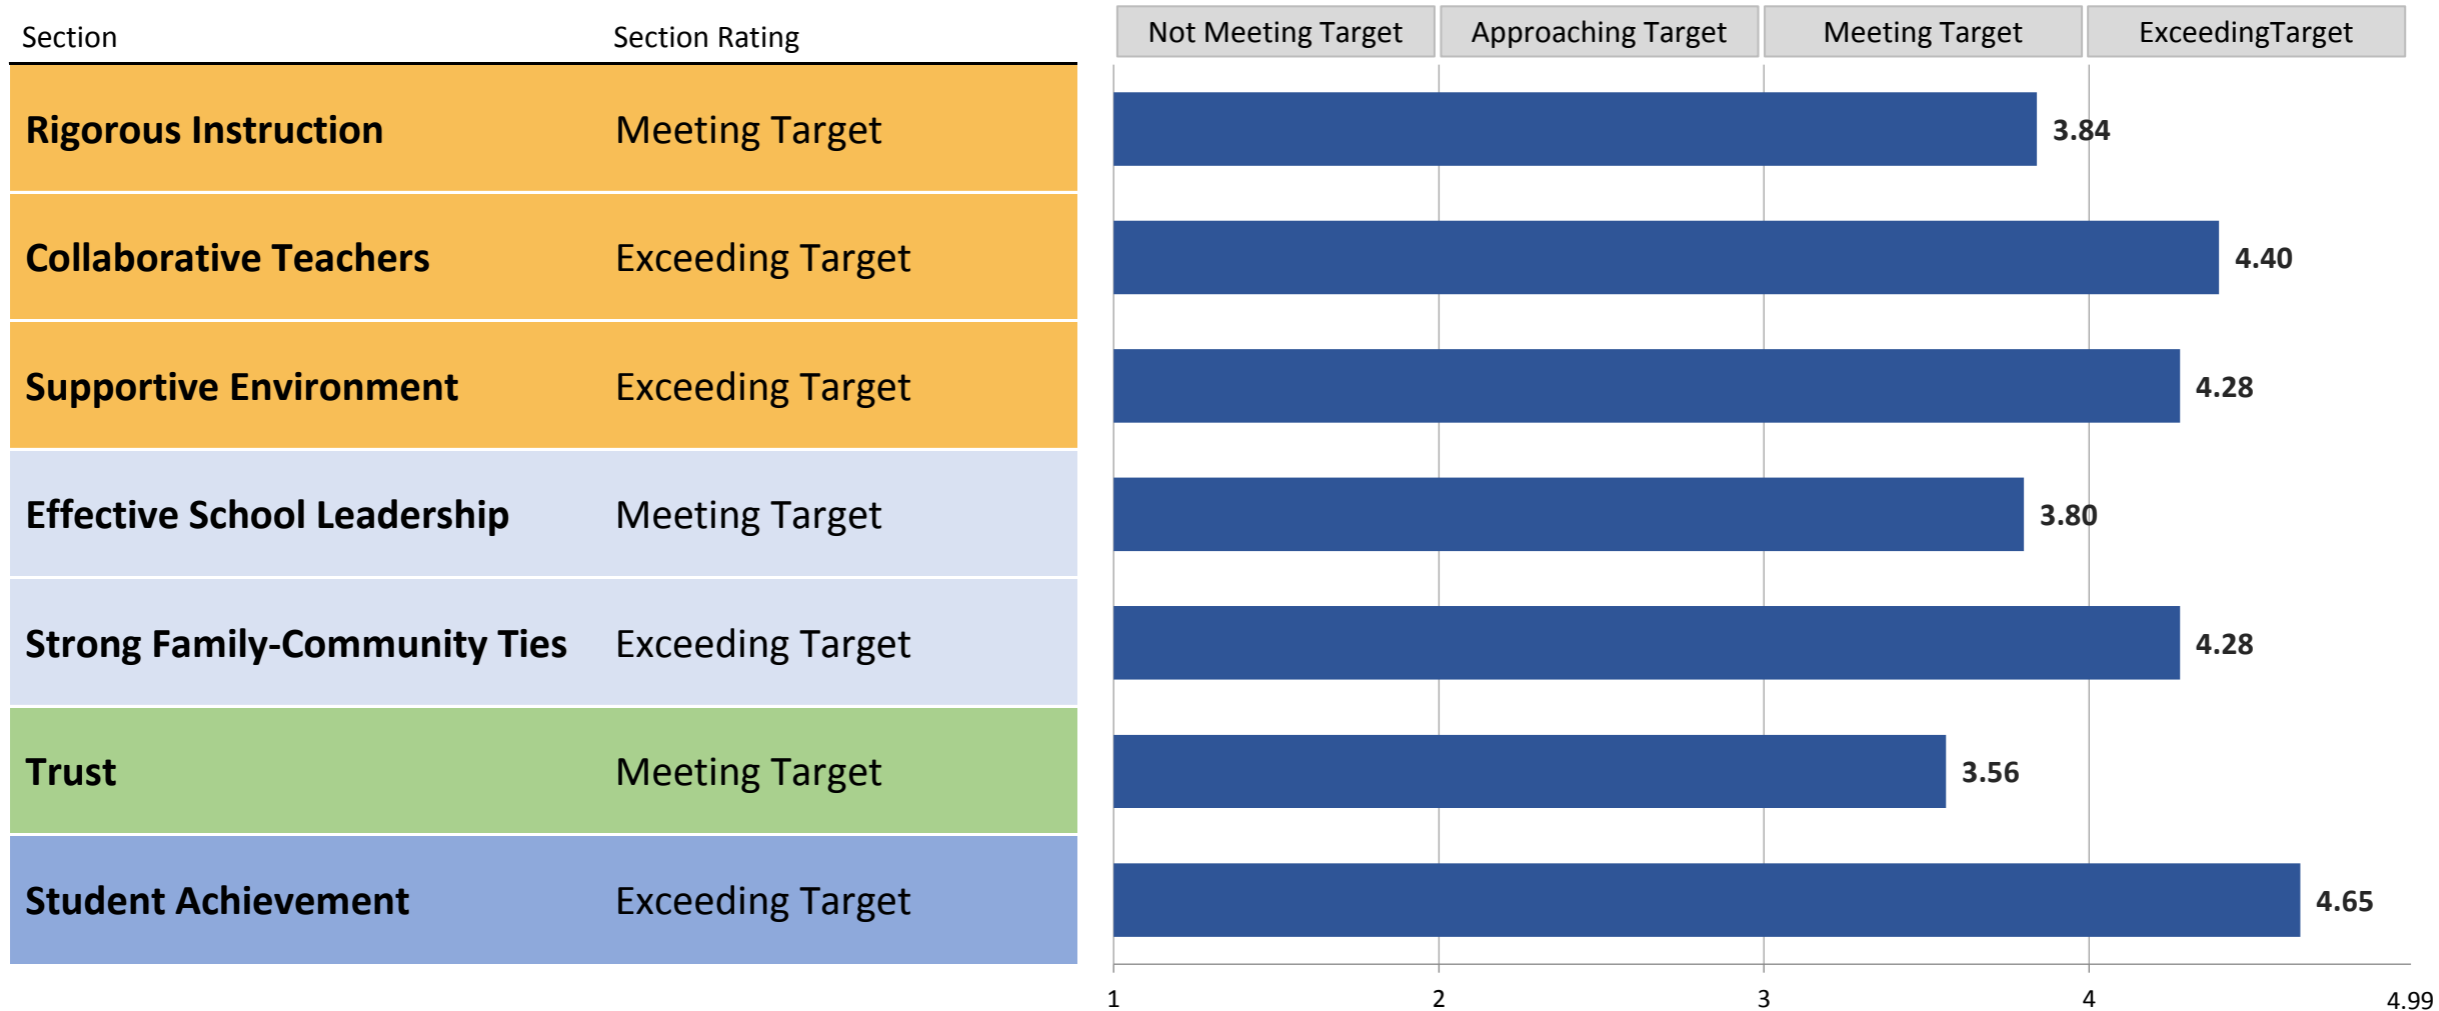 Section Section Rating Not Meeting Target Approaching Target Meeting Target ExceedingTarget
Rigorous Instruction Meeting Target 3.84
Collaborative Teachers Exceeding Target 4.40
Supportive Environment Exceeding Target 4.28
Effective School Leadership Meeting Target 3.80
Strong Family-Community Ties Exceeding Target 4.28
Trust Meeting Target 3.56
Student Achievement Exceeding Target 4.65
1 2 3 4 4.99